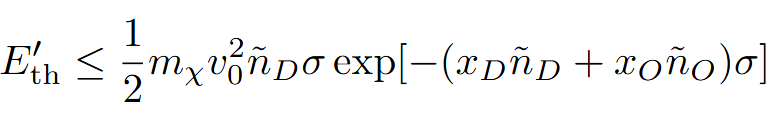 $E'_{\mathrm{th}} \leq \frac{1}{2} m_\chi v_0^2 \tilde{n}_D \sigma \exp[-(x_D \tilde{n}_D + x_O \tilde{n}_O)\sigma]$